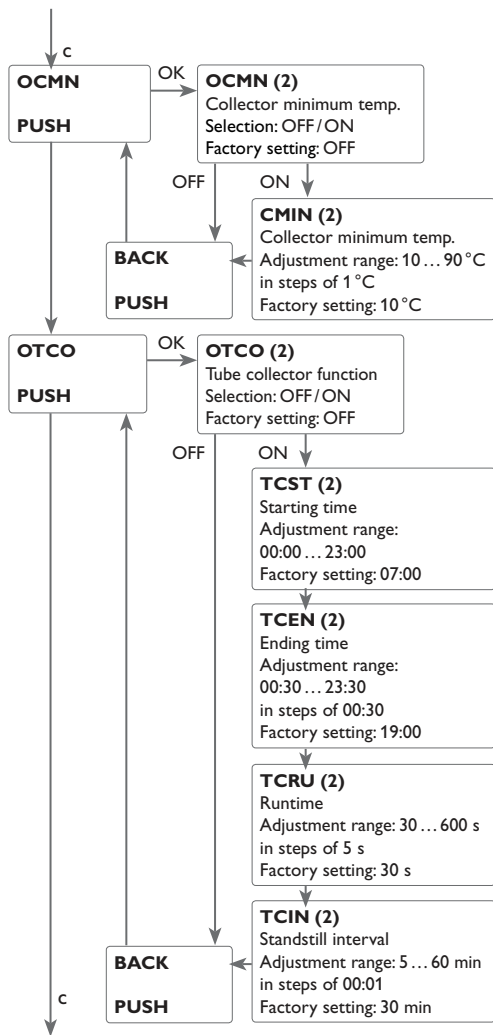 c
OCMN
PUSH
OK
OCMN (2)
Collector minimum temp.
Selection: OFF/ON
Factory setting: OFF
OFF
ON
CMIN (2)
Collector minimum temp.
Adjustment range: 10 … 90 °C
in steps of 1 °C
Factory setting: 10 °C
BACK
PUSH
OTCO
PUSH
OK
OTCO (2)
Tube collector function
Selection: OFF/ON
Factory setting: OFF
OFF
ON
TCST (2)
Starting time
Adjustment range:
00:00 … 23:00
Factory setting: 07:00
TCEN (2)
Ending time
Adjustment range:
00:30 … 23:30
in steps of 00:30
Factory setting: 19:00
TCRU (2)
Runtime
Adjustment range: 30 … 600 s
in steps of 5 s
Factory setting: 30 s
TCIN (2)
Standstill interval
Adjustment range: 5 … 60 min
in steps of 00:01
Factory setting: 30 min
BACK
PUSH
c